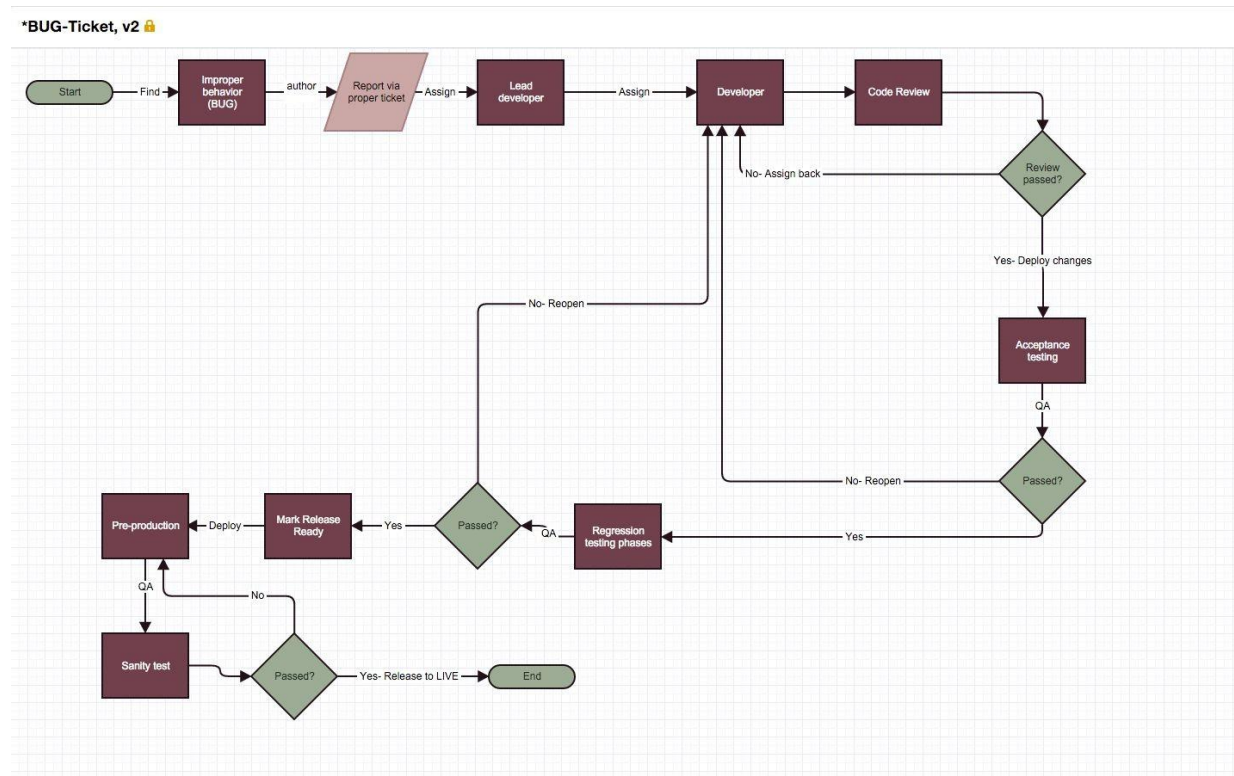 *BUG-Ticket, v2
Start
Find
Improper
behavior
(BUG)
author
Report via
proper ticket
Assign
Lead
developer
Assign
Developer
Code Review
Review
passed?
No- Assign back
Yes- Deploy changes
Acceptance
testing
QA
Passed?
No- Reopen
Yes
Regression
testing phases
QA
Passed?
No- Reopen
Yes
Mark Release
Ready
Deploy
Pre-production
QA
Sanity test
Passed?
No
Yes- Release to LIVE
End